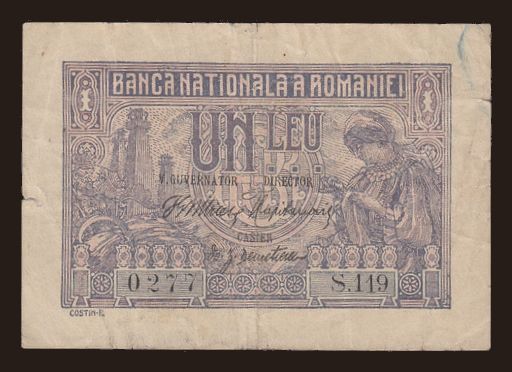 BANCA NATIONALA A ROMANIEI
UN LEU
V. GUVERNATOR DIRECTOR
CASIER
0277 S.119
COSTIN-P.